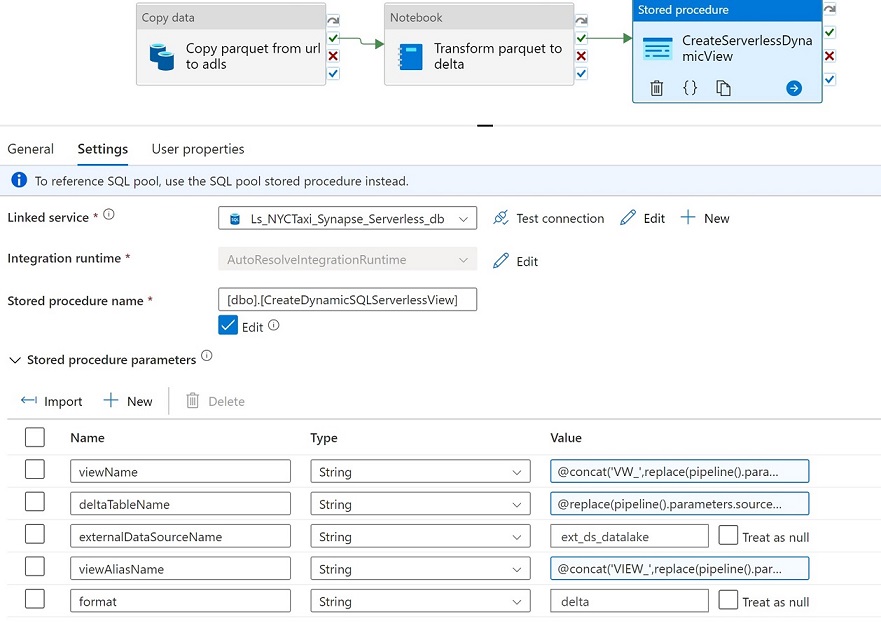 Copy data
Copy parquet from url
to adls
Notebook
Transform parquet to
delta
Stored procedure
CreateServerlessDyna
micView
General
Settings
User properties
To reference SQL pool, use the SQL pool stored procedure instead.
Linked service *
Ls_NYCTaxi_Synapse_Serverless_db
Test connection
Edit
New
Integration runtime *
AutoResolveIntegrationRuntime
Edit
Stored procedure name *
[dbo].[CreateDynamicSQLServerlessView]
Edit
Stored procedure parameters
Import
New
Delete
Name
Type
Value
viewName
String
@concat('VW_',replace(pipeline().para...
deltaTableName
String
@replace(pipeline().parameters.source...
externalDataSourceName
String
ext_ds_datalake
Treat as null
viewAliasName
String
@concat('VIEW_',replace(pipeline().par...
format
String
delta
Treat as null